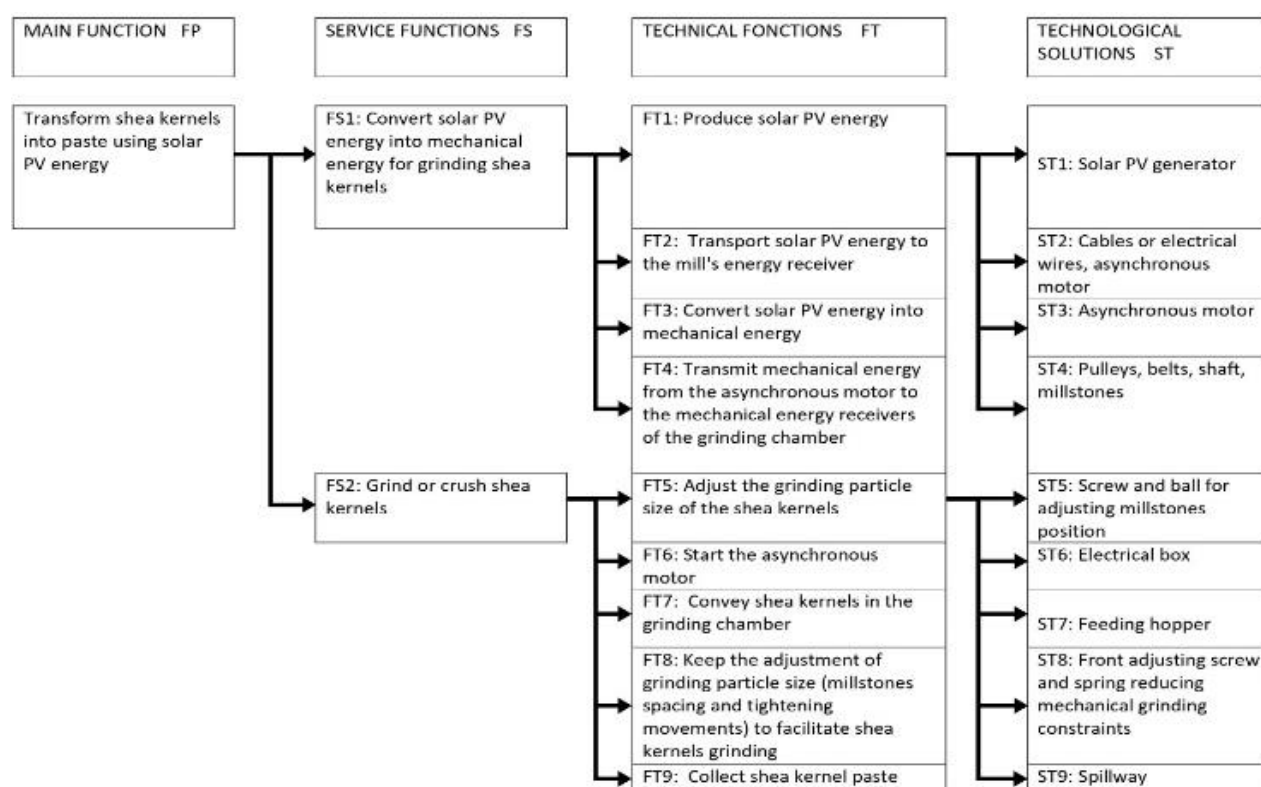 MAIN FUNCTION FP
SERVICE FUNCTIONS FS
TECHNICAL FONCTIONS FT
TECHNOLOGICAL
SOLUTIONS ST
Transform shea kernels
into paste using solar
PV energy
FS1: Convert solar PV
energy into mechanical
energy for grinding shea
kernels
FT1: Produce solar PV energy
ST1: Solar PV generator
FT2: Transport solar PV energy to
the mill's energy receiver
ST2: Cables or electrical
wires, asynchronous
motor
FT3: Convert solar PV energy into
mechanical energy
ST3: Asynchronous motor
FT4: Transmit mechanical energy
from the asynchronous motor to
the mechanical energy receivers
of the grinding chamber
ST4: Pulleys, belts, shaft,
millstones
FS2: Grind or crush shea
kernels
FT5: Adjust the grinding particle
size of the shea kernels
ST5: Screw and ball for
adjusting millstones
position
FT6: Start the asynchronous
motor
ST6: Electrical box
FT7: Convey shea kernels in the
grinding chamber
ST7: Feeding hopper
FT8: Keep the adjustment of
grinding particle size (millstones
spacing and tightening
movements) to facilitate shea
kernels grinding
ST8: Front adjusting screw
and spring reducing
mechanical grinding
constraints
FT9: Collect shea kernel paste
ST9: Spillway